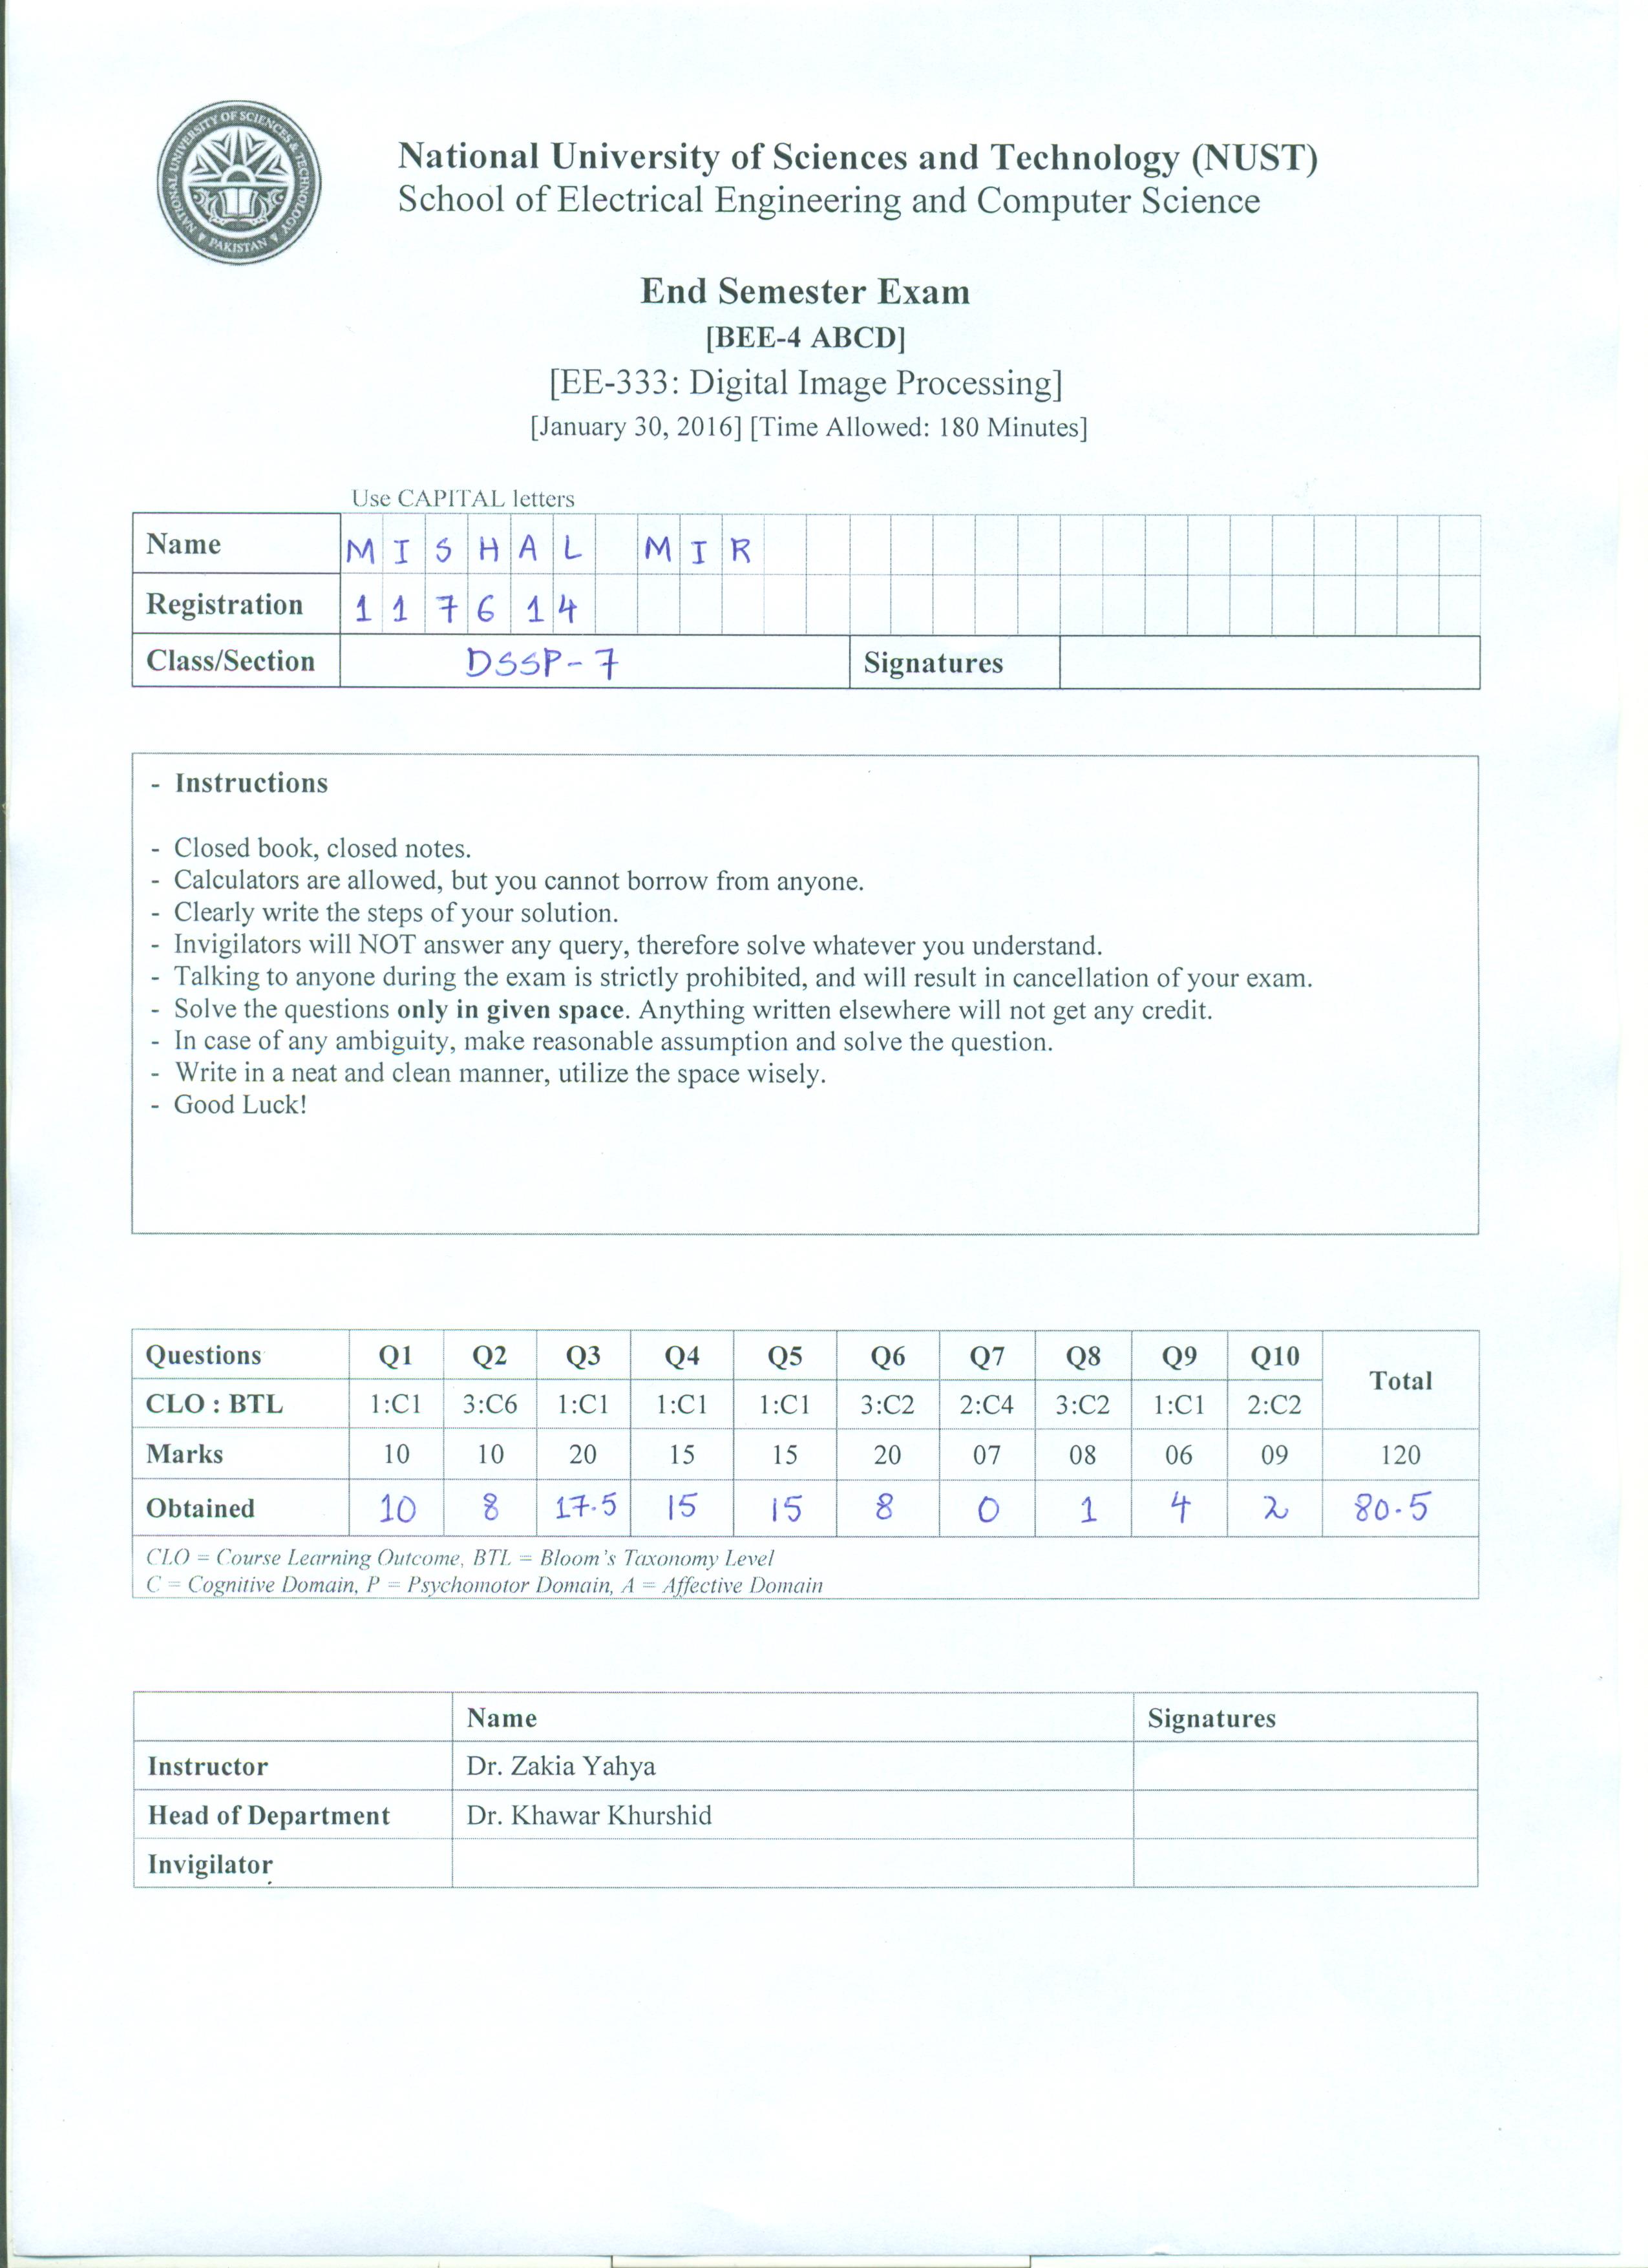 NATIONAL UNIVERSITY OF SCIENCES & TECHNOLOGY
PAKISTAN
National University of Sciences and Technology (NUST)
School of Electrical Engineering and Computer Science
End Semester Exam
[BEE-4 ABCD]
[EE-333: Digital Image Processing]
[January 30, 2016] [Time Allowed: 180 Minutes]
Use CAPITAL letters
Name MISHAL MIR
Registration 117614
Class/Section DSSP-7 Signatures
- Instructions
- Closed book, closed notes.
- Calculators are allowed, but you cannot borrow from anyone.
- Clearly write the steps of your solution.
- Invigilators will NOT answer any query, therefore solve whatever you understand.
- Talking to anyone during the exam is strictly prohibited, and will result in cancellation of your exam.
- Solve the questions only in given space. Anything written elsewhere will not get any credit.
- In case of any ambiguity, make reasonable assumption and solve the question.
- Write in a neat and clean manner, utilize the space wisely.
- Good Luck!
Questions Q1 Q2 Q3 Q4 Q5 Q6 Q7 Q8 Q9 Q10 Total
CLO : BTL 1:C1 3:C6 1:C1 1:C1 1:C1 3:C2 2:C4 3:C2 1:C1 2:C2
Marks 10 10 20 15 15 20 07 08 06 09 120
Obtained 10 8 17.5 15 15 8 0 1 4 2 80.5
CLO = Course Learning Outcome, BTL = Bloom's Taxonomy Level
C = Cognitive Domain, P = Psychomotor Domain, A = Affective Domain
Name Signatures
Instructor Dr. Zakia Yahya
Head of Department Dr. Khawar Khurshid
Invigilator